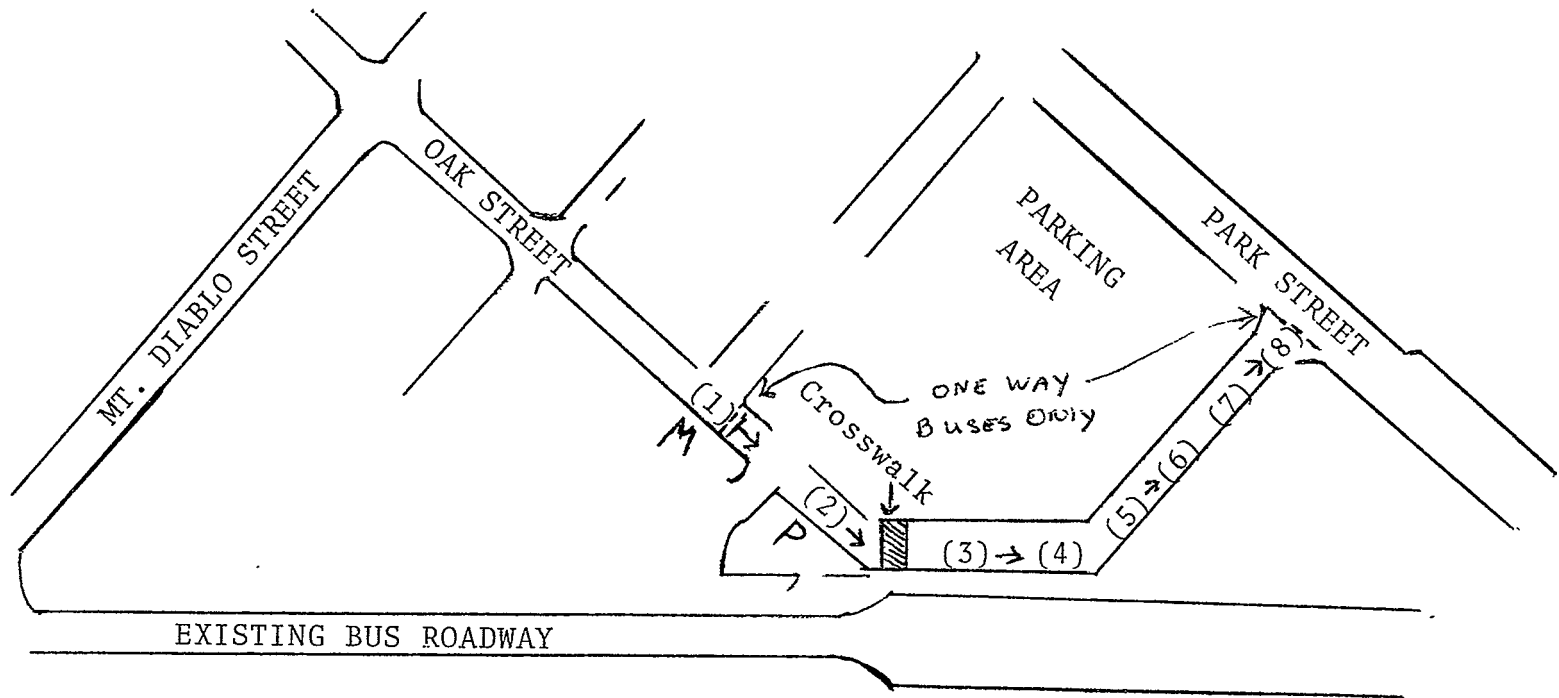 OAK STREET
MT. DIABLO STREET
PARKING
AREA
PARK STREET
ONE WAY
BUSES ONLY
Crosswalk
(1)
M
(2)
P
(3) → (4)
(5) → (6)
(7) → (8)
EXISTING BUS ROADWAY